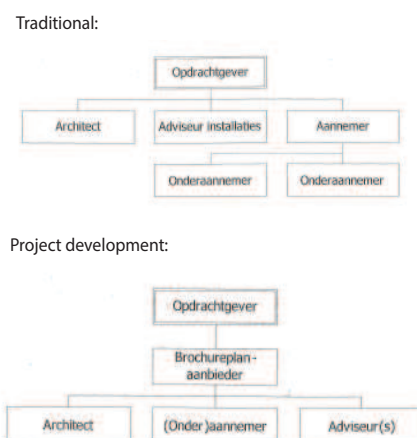 Traditional:
Opdrachtgever
Architect Adviseur installaties Aannemer
Onderaannemer Onderaannemer
Project development:
Opdrachtgever
Brochureplan-
aanbieder
Architect (Onder)aannemer Adviseur(s)